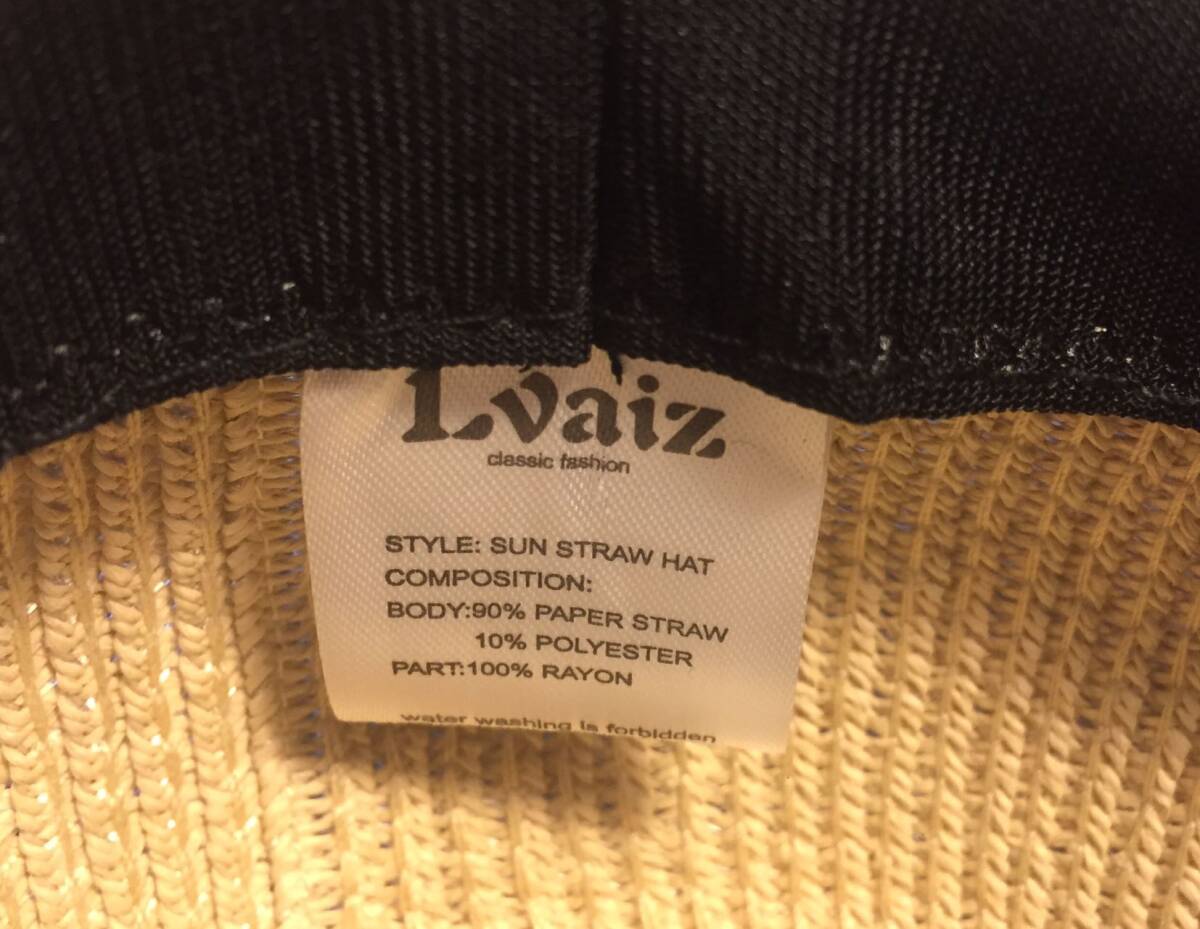 Lvaiz
classic fashion
STYLE: SUN STRAW HAT
COMPOSITION:
BODY:90% PAPER STRAW
10% POLYESTER
PART:100% RAYON
water washing is forbidden